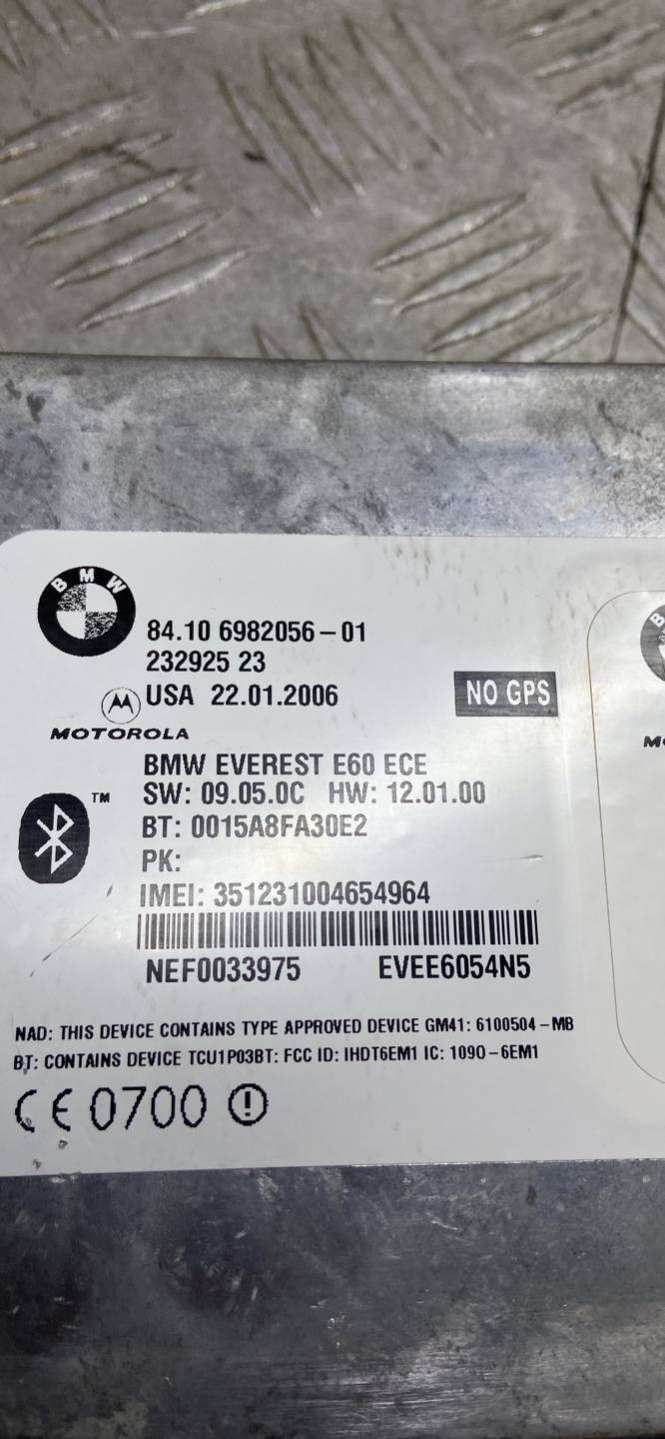 BMW
84.10 6982056-01
232925 23
USA 22.01.2006
NO GPS
MOTOROLA
BMW EVEREST E60 ECE
TM
SW: 09.05.0C HW: 12.01.00
BT: 0015A8FA30E2
PK:
IMEI: 351231004654964
NEF0033975 EVEE6054N5
NAD: THIS DEVICE CONTAINS TYPE APPROVED DEVICE GM41: 6100504-MB
BT: CONTAINS DEVICE TCU1P03BT: FCC ID: IHDT6EM1 IC: 1090-6EM1
CE 0700